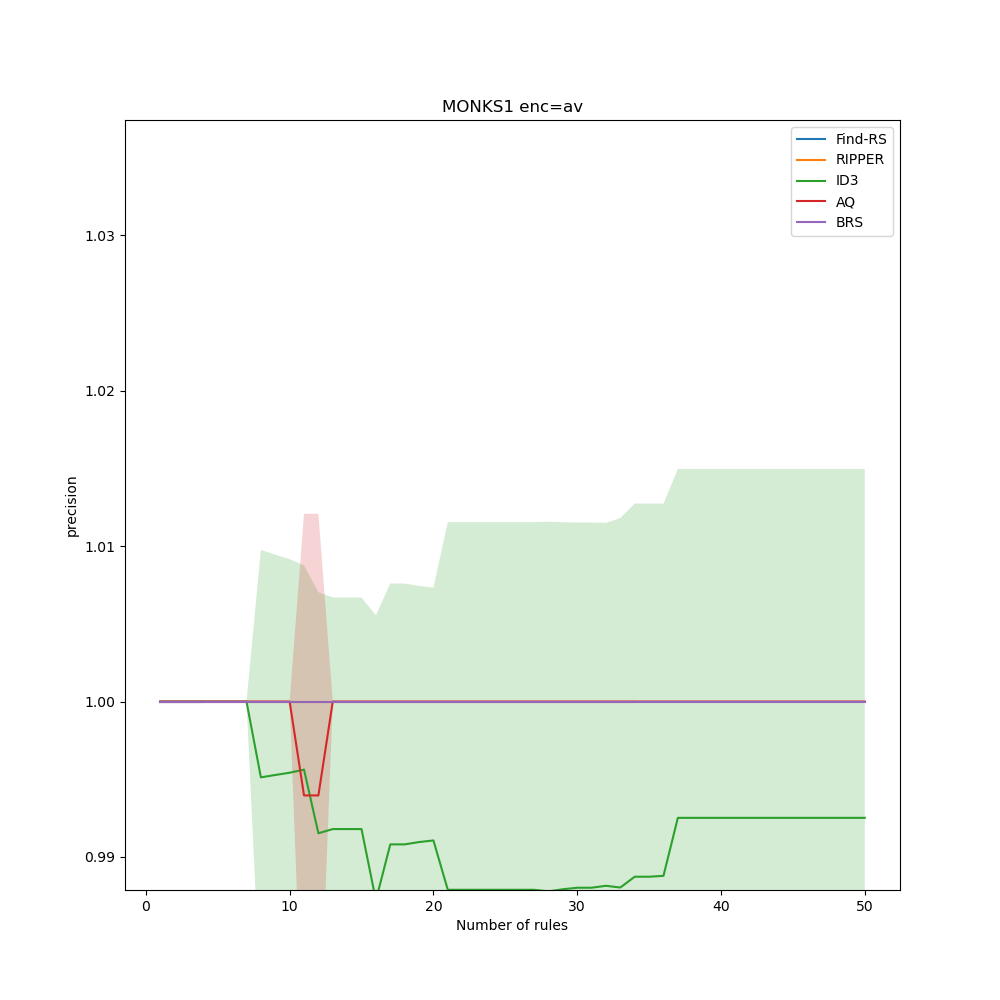 MONKS1 enc=av
Find-RS
RIPPER
ID3
AQ
BRS
1.03
1.02
1.01
1.00
0.99
precision
0 10 20 30 40 50
Number of rules